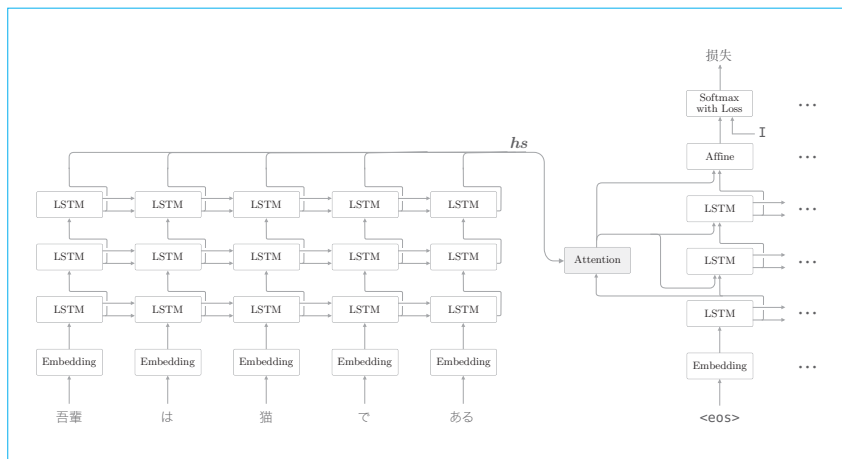 损失
Softmax
with Loss
...
I
hs
Affine
...
LSTM LSTM LSTM LSTM LSTM LSTM ...
LSTM LSTM LSTM LSTM LSTM Attention LSTM ...
LSTM LSTM LSTM LSTM LSTM LSTM ...
Embedding Embedding Embedding Embedding Embedding Embedding ...
吾輩 は 猫 で ある <eos>